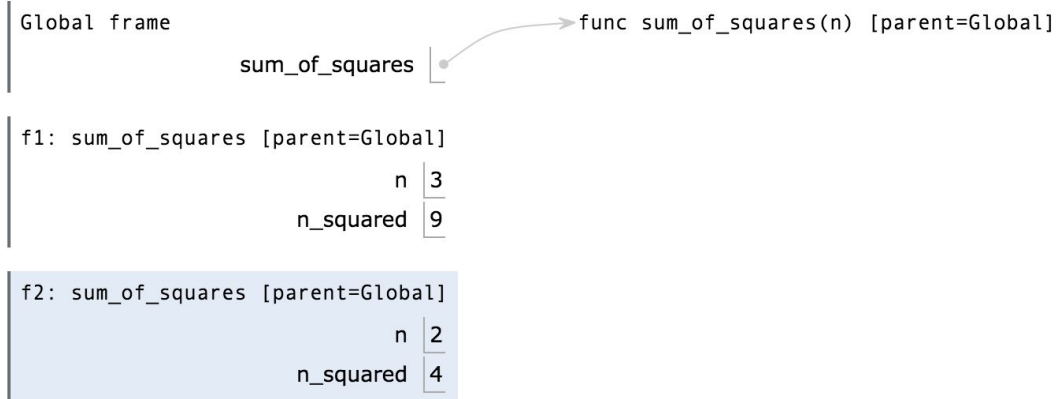 Global frame
func sum_of_squares(n) [parent=Global]
sum_of_squares
f1: sum_of_squares [parent=Global]
n 3
n_squared 9
f2: sum_of_squares [parent=Global]
n 2
n_squared 4